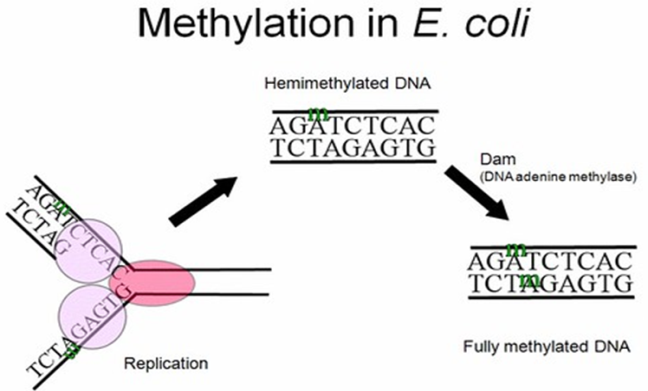 Methylation in E. coli
Hemimethylated DNA
m
AGATCTCAC
TCTAGAGTG
Dam
(DNA adenine methylase)
m
AGATCTCAC
TCTAGAGTG
m
Fully methylated DNA
m
AGATCTCAC
TCTAG
TCTAGAGTG
m
Replication